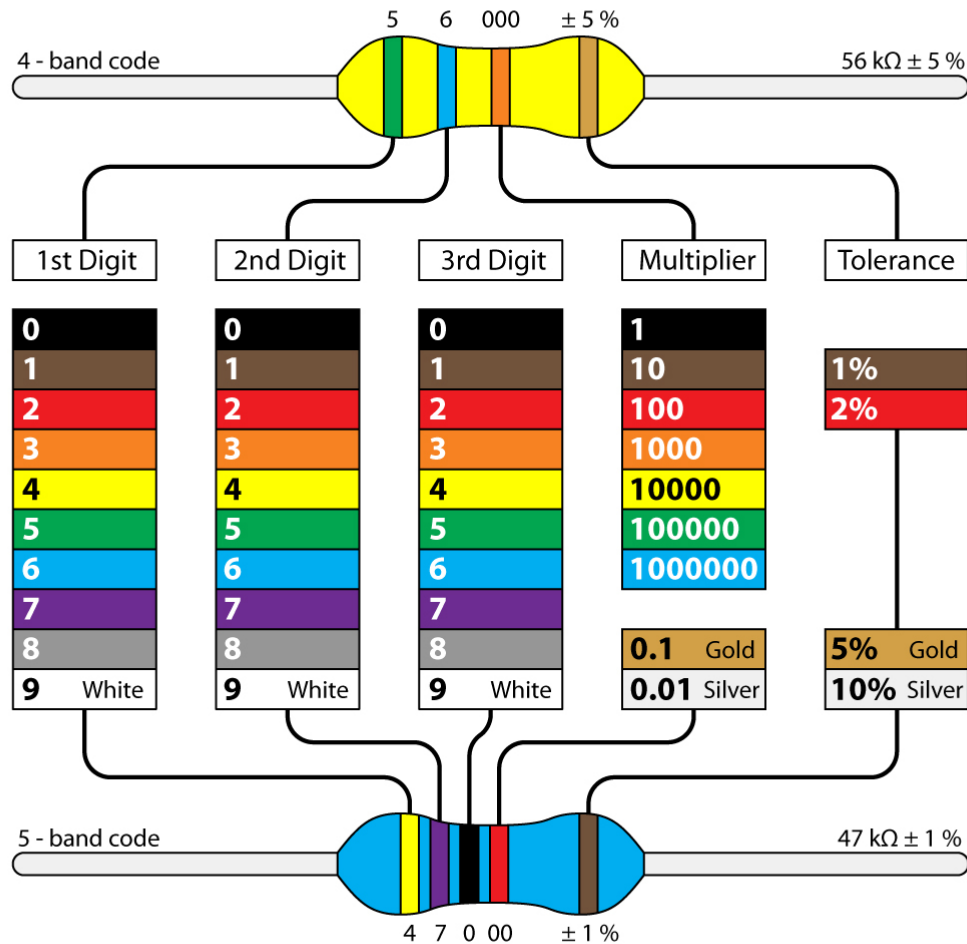 5 6 000 ± 5 %
4 - band code 56 kΩ ± 5 %
1st Digit 2nd Digit 3rd Digit Multiplier Tolerance
0 0 0 1
1 1 1 10 1%
2 2 2 100 2%
3 3 3 1000
4 4 4 10000
5 5 5 100000
6 6 6 1000000
7 7 7
8 8 8 0.1 Gold 5% Gold
9 White 9 White 9 White 0.01 Silver 10% Silver
5 - band code 47 kΩ ± 1 %
4 7 0 00 ± 1 %